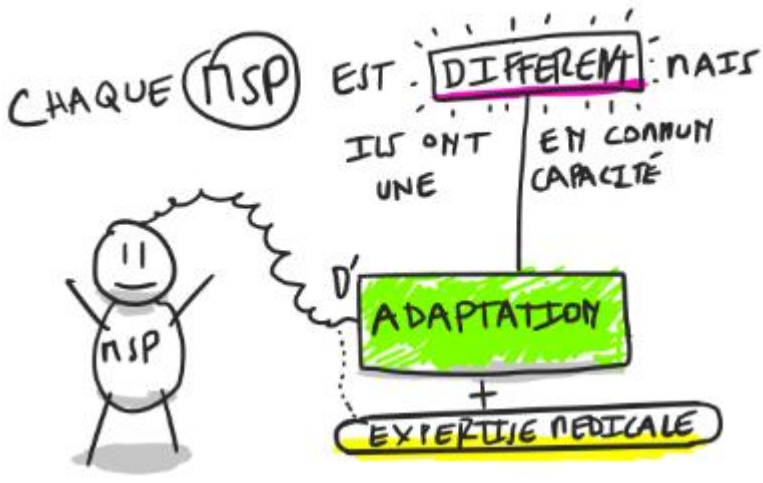 CHAQUE MSP EST DIFFERENT MAIS
ILS ONT EN COMMUN
UNE CAPACITÉ
D'
ADAPTATION
MSP
+
EXPERTISE MEDICALE